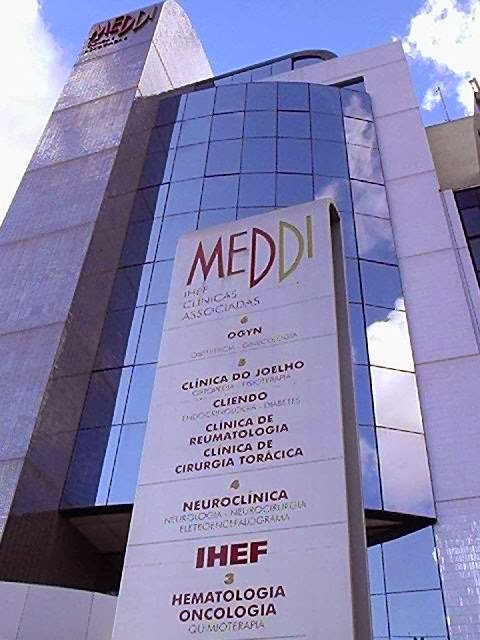 MEDDI
MEDDI
IHEF
CLÍNICAS
ASSOCIADAS
6
OGYN
OBSTETRÍCIA - GINECOLOGIA
5
CLÍNICA DO JOELHO
ORTOPEDIA - FISIOTERAPIA
CLIENDO
ENDOCRINOLOGIA - DIABETES
CLÍNICA DE
REUMATOLOGIA
CLÍNICA DE
CIRURGIA TORÁCICA
4
NEUROCLÍNICA
NEUROLOGIA - NEUROCIRURGIA
ELETROENCEFALOGRAMA
IHEF
3
HEMATOLOGIA
ONCOLOGIA
QUIMIOTERAPIA